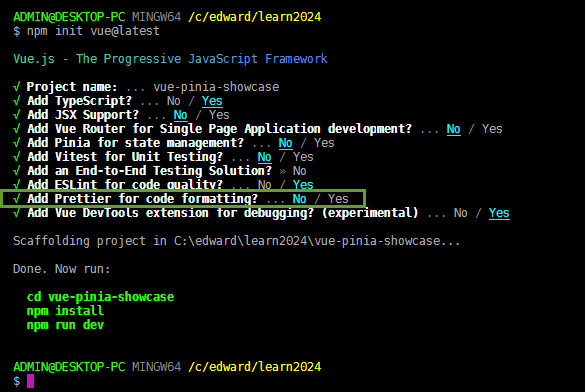 ADMIN@DESKTOP-PC MINGW64 /c/edward/learn2024
$ npm init vue@latest
Vue.js - The Progressive JavaScript Framework
√ Project name: ... vue-pinia-showcase
√ Add TypeScript? ... No / Yes
√ Add JSX Support? ... No / Yes
√ Add Vue Router for Single Page Application development? ... No / Yes
√ Add Pinia for state management? ... No / Yes
√ Add Vitest for Unit Testing? ... No / Yes
√ Add an End-to-End Testing Solution? » No
√ Add ESLint for code quality? ... No / Yes
√ Add Prettier for code formatting? ... No / Yes
√ Add Vue DevTools extension for debugging? (experimental) ... No / Yes
Scaffolding project in C:\edward\learn2024\vue-pinia-showcase...
Done. Now run:
cd vue-pinia-showcase
npm install
npm run dev
ADMIN@DESKTOP-PC MINGW64 /c/edward/learn2024
$